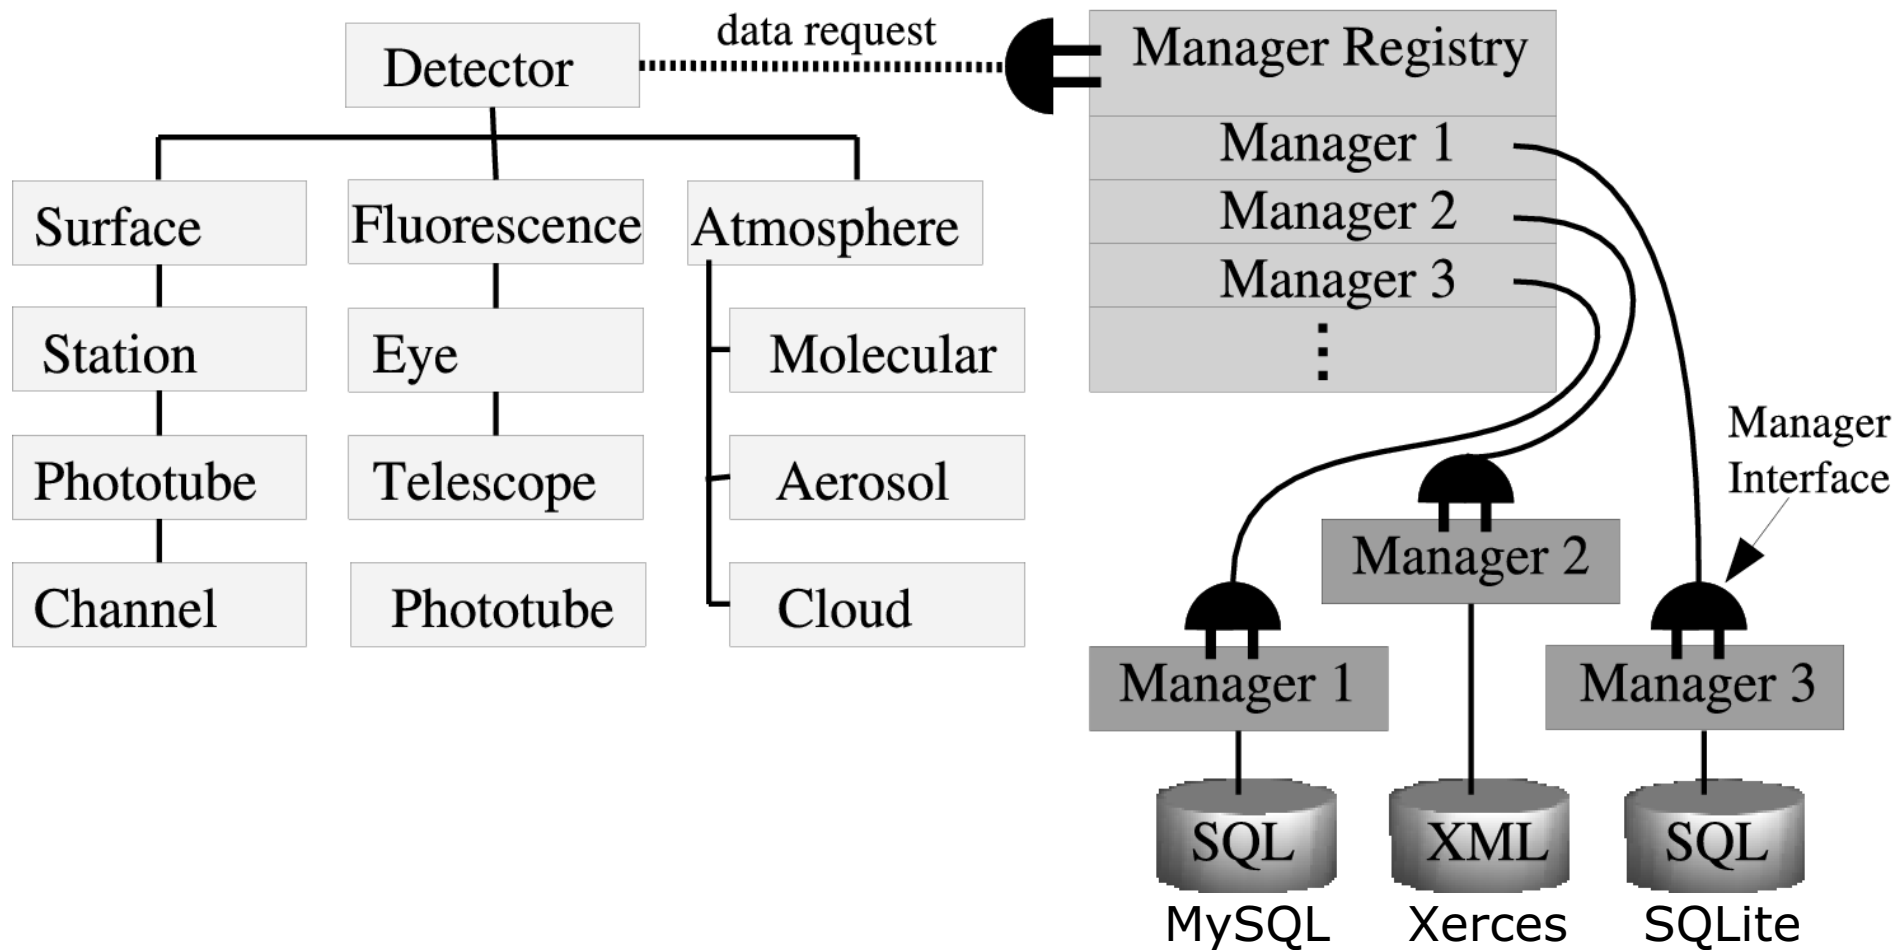 Detector
data request
Manager Registry
Manager 1
Manager 2
Manager 3
Surface
Fluorescence
Atmosphere
Station
Eye
Molecular
Phototube
Telescope
Aerosol
Channel
Phototube
Cloud
Manager
Interface
Manager 2
Manager 1
Manager 3
SQL
XML
SQL
MySQL
Xerces
SQLite